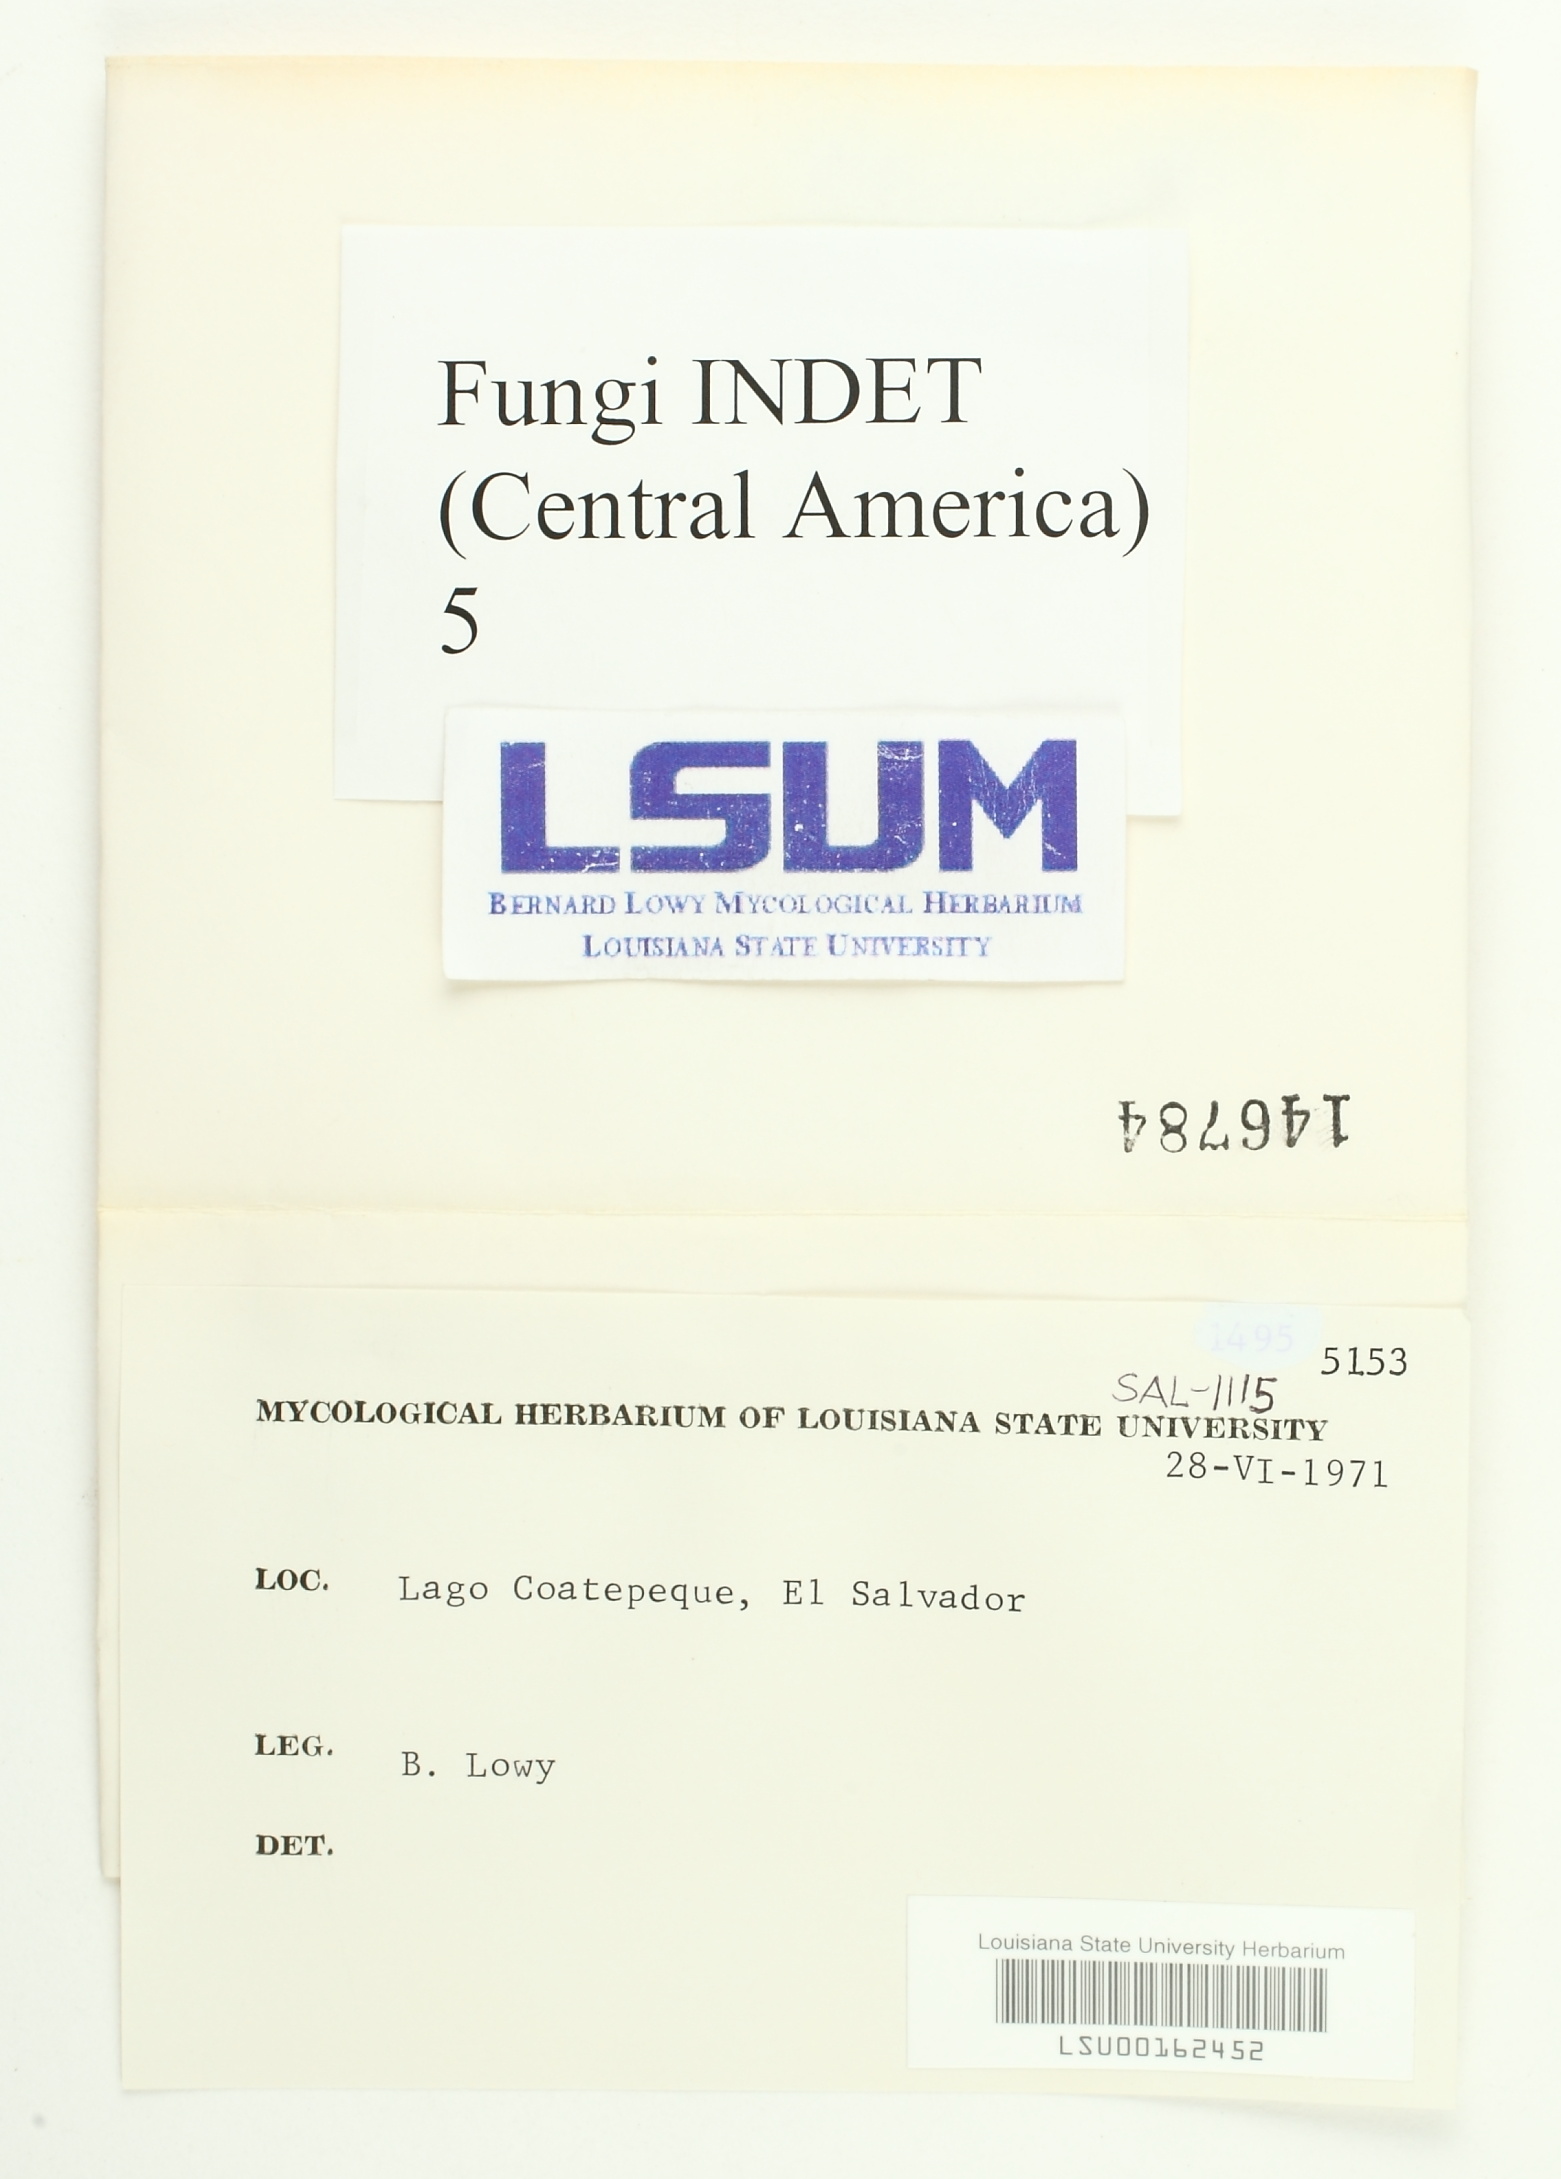 Fungi INDET
(Central America)
5
LSUM
BERNARD LOWY MYCOLOGICAL HERBARIUM
LOUISIANA STATE UNIVERSITY
146784
1495
5153
SAL-1115
MYCOLOGICAL HERBARIUM OF LOUISIANA STATE UNIVERSITY
28-VI-1971
LOC. Lago Coatepeque, El Salvador
LEG. B. Lowy
DET.
Louisiana State University Herbarium
LSU00162452